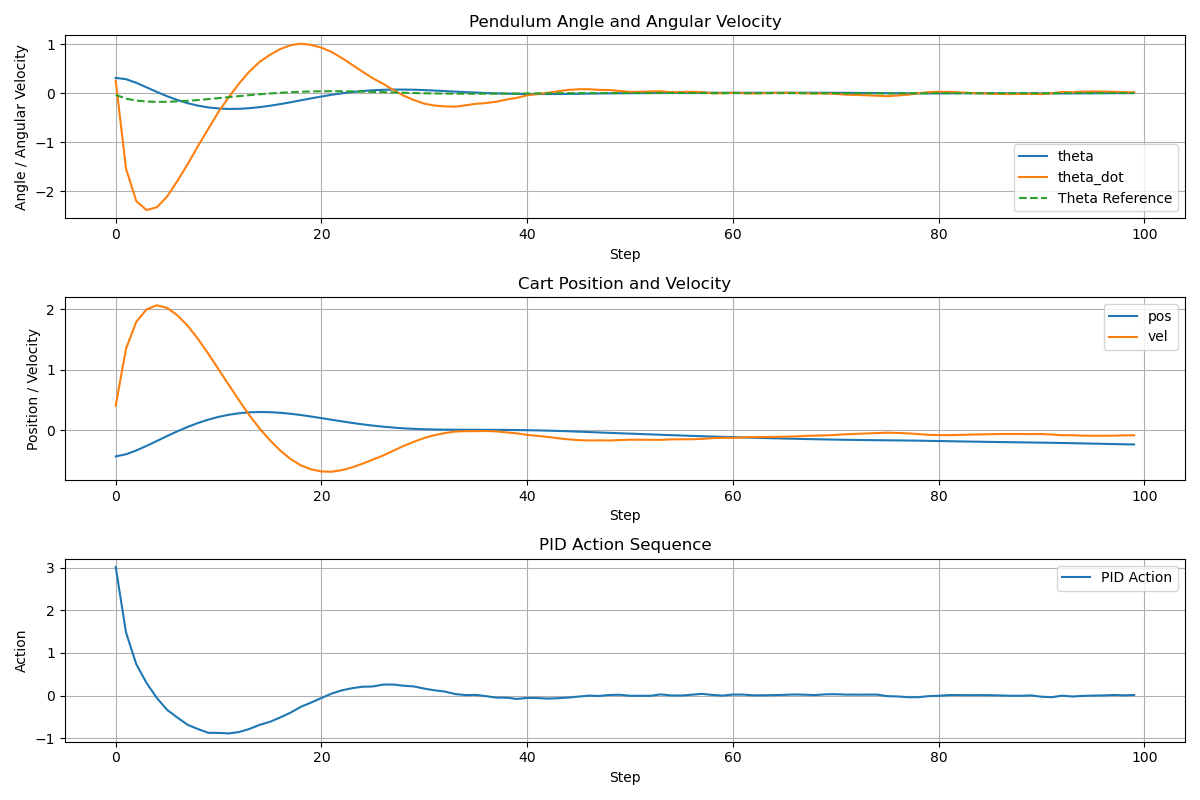 Pendulum Angle and Angular Velocity
Angle / Angular Velocity
1
0
−1
−2
theta
theta_dot
Theta Reference
0 20 40 60 80 100
Step
Cart Position and Velocity
Position / Velocity
2
1
0
pos
vel
0 20 40 60 80 100
Step
PID Action Sequence
Action
3
2
1
0
−1
PID Action
0 20 40 60 80 100
Step